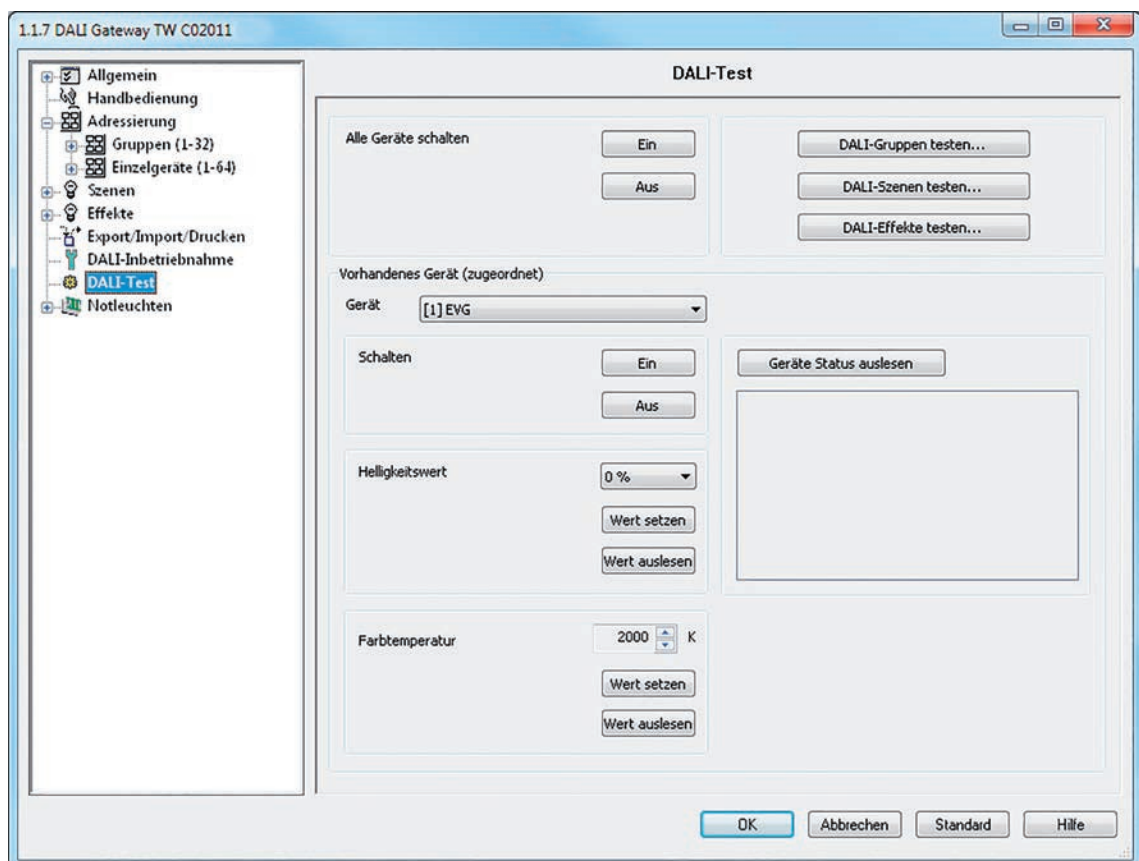 1.1.7 DALI Gateway TW C02011
Allgemein
Handbedienung
Adressierung
Gruppen (1-32)
Einzelgeräte (1-64)
Szenen
Effekte
Export/Import/Drucken
DALI-Inbetriebnahme
DALI-Test
Notleuchten
DALI-Test
Alle Geräte schalten
Ein
Aus
DALI-Gruppen testen...
DALI-Szenen testen...
DALI-Effekte testen...
Vorhandenes Gerät (zugeordnet)
Gerät
[1] EVG
Schalten
Ein
Aus
Geräte Status auslesen
Helligkeitswert
0 %
Wert setzen
Wert auslesen
Farbtemperatur
2000 K
Wert setzen
Wert auslesen
OK
Abbrechen
Standard
Hilfe